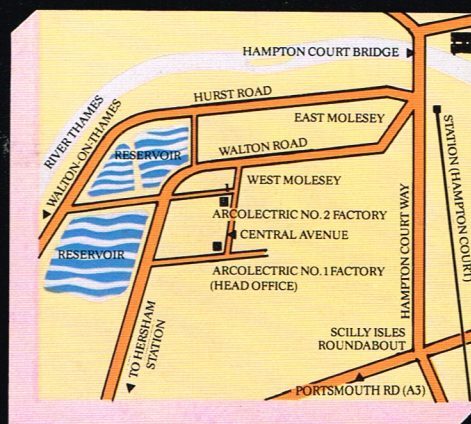 HAMPTON COURT BRIDGE
HURST ROAD
RIVER THAMES
WALTON-ON-THAMES
EAST MOLESEY
RESERVOIR
WALTON ROAD
STATION (HAMPTON COURT)
WEST MOLESEY
ARCOLECTRIC NO. 2 FACTORY
CENTRAL AVENUE
HAMPTON COURT WAY
RESERVOIR
ARCOLECTRIC NO. 1 FACTORY
(HEAD OFFICE)
TO HERSHAM
STATION
SCILLY ISLES
ROUNDABOUT
PORTSMOUTH RD (A3)